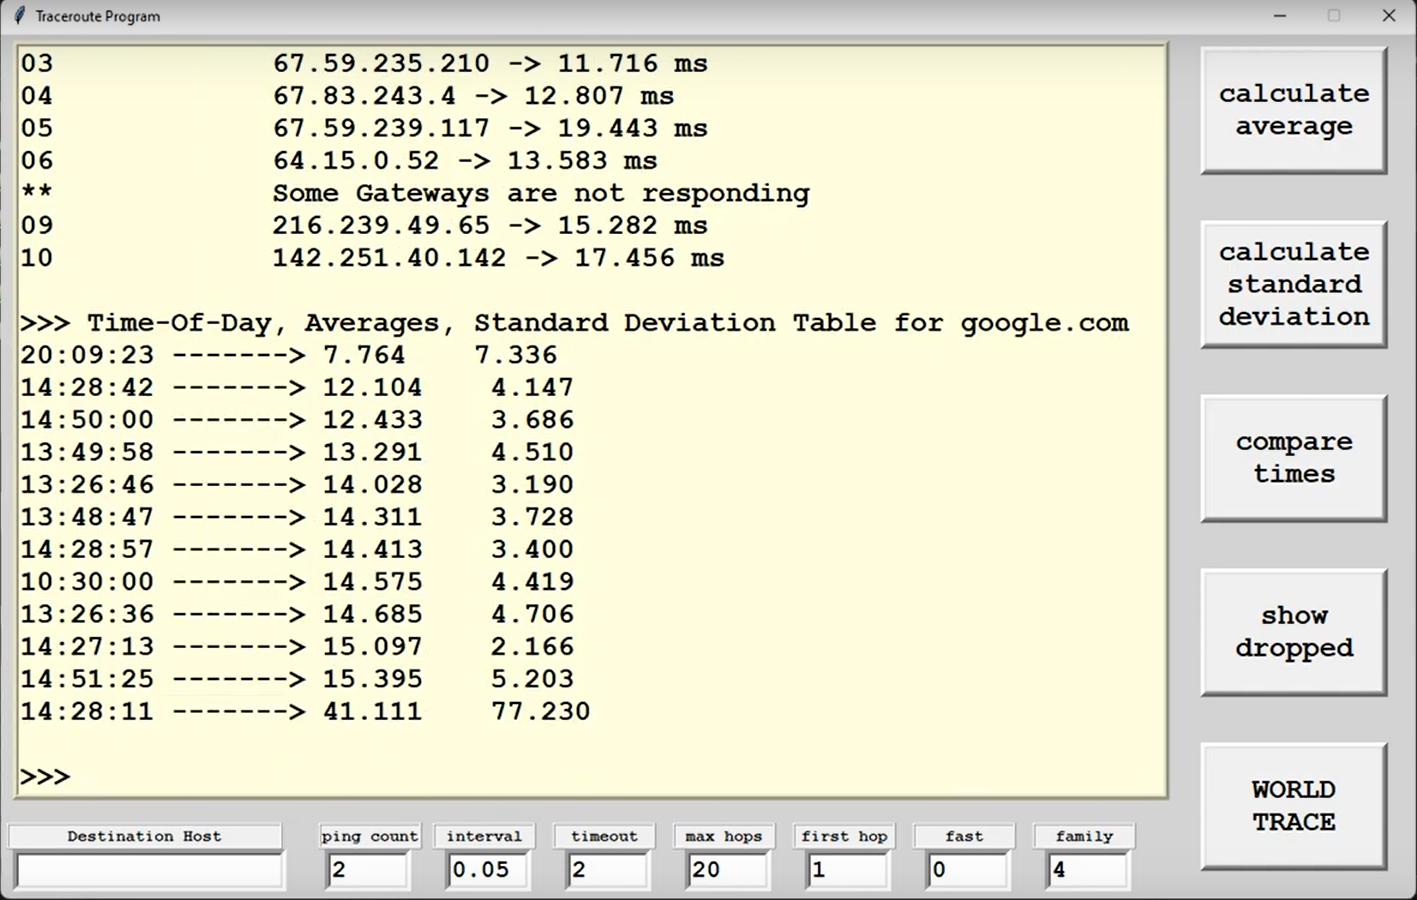 Traceroute Program
03 67.59.235.210 -> 11.716 ms
04 67.83.243.4 -> 12.807 ms
05 67.59.239.117 -> 19.443 ms
06 64.15.0.52 -> 13.583 ms
** Some Gateways are not responding
09 216.239.49.65 -> 15.282 ms
10 142.251.40.142 -> 17.456 ms
>>> Time-Of-Day, Averages, Standard Deviation Table for google.com
20:09:23 -------> 7.764 7.336
14:28:42 -------> 12.104 4.147
14:50:00 -------> 12.433 3.686
13:49:58 -------> 13.291 4.510
13:26:46 -------> 14.028 3.190
13:48:47 -------> 14.311 3.728
14:28:57 -------> 14.413 3.400
10:30:00 -------> 14.575 4.419
13:26:36 -------> 14.685 4.706
14:27:13 -------> 15.097 2.166
14:51:25 -------> 15.395 5.203
14:28:11 -------> 41.111 77.230
>>>
calculate
average
calculate
standard
deviation
compare
times
show
dropped
WORLD
TRACE
Destination Host ping count interval timeout max hops first hop fast family
2 0.05 2 20 1 0 4